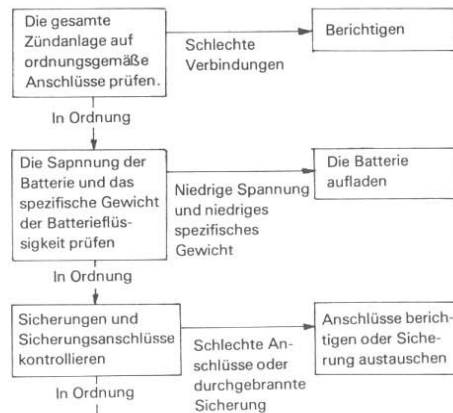 Die gesamte
Zündanlage auf
ordnungsgemäße
Anschlüsse prüfen.
Schlechte
Verbindungen
Berichtigen
In Ordnung
Die Sapnnung der
Batterie und das
spezifische Gewicht
der Batterieflüs-
sigkeit prüfen
Niedrige Spannung
und niedriges
spezifisches
Gewicht
Die Batterie
aufladen
In Ordnung
Sicherungen und
Sicherungsanschlüsse
kontrollieren
Schlechte An-
schlüsse oder
durchgebrannte
Sicherung
Anschlüsse berich-
tigen oder Siche-
rung austauschen
In Ordnung